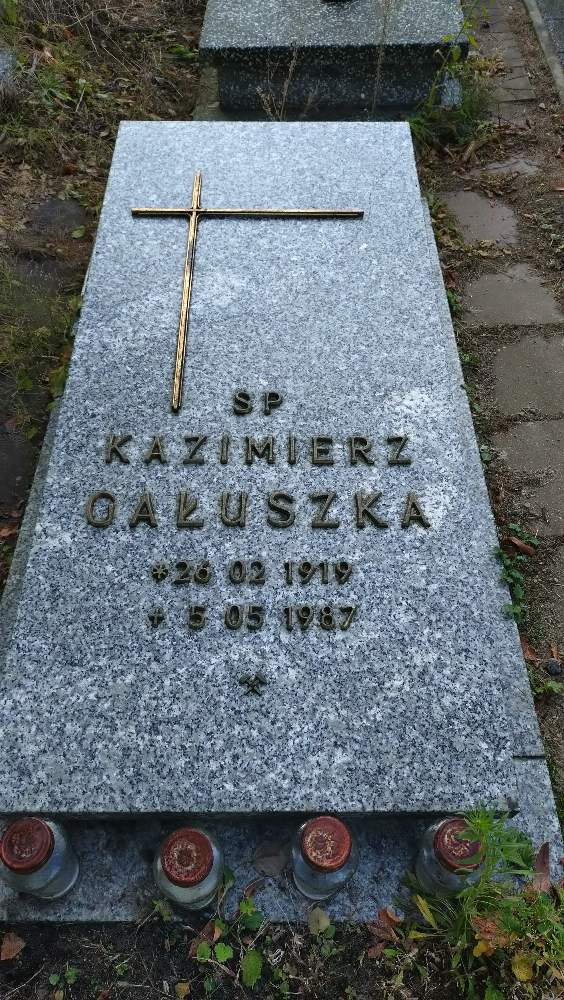 SP
KAZIMIERZ
GAŁUSZKA
*26 02 1919
+ 5 05 1987